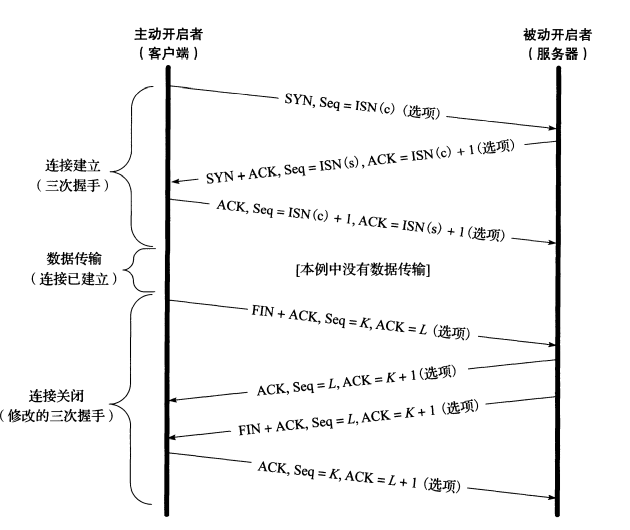 主动开启者
（客户端）
被动开启者
（服务器）
SYN, Seq = ISN(c) (选项)
SYN + ACK, Seq = ISN(s), ACK = ISN(c) + 1(选项)
ACK, Seq = ISN(c) + 1, ACK = ISN(s) + 1(选项)
连接建立
（三次握手）
数据传输
（连接已建立）
[本例中没有数据传输]
FIN + ACK, Seq = K, ACK = L (选项)
ACK, Seq = L, ACK = K + 1(选项)
FIN + ACK, Seq = L, ACK = K + 1 (选项)
ACK, Seq = K, ACK = L + 1 (选项)
连接关闭
（修改的三次握手）